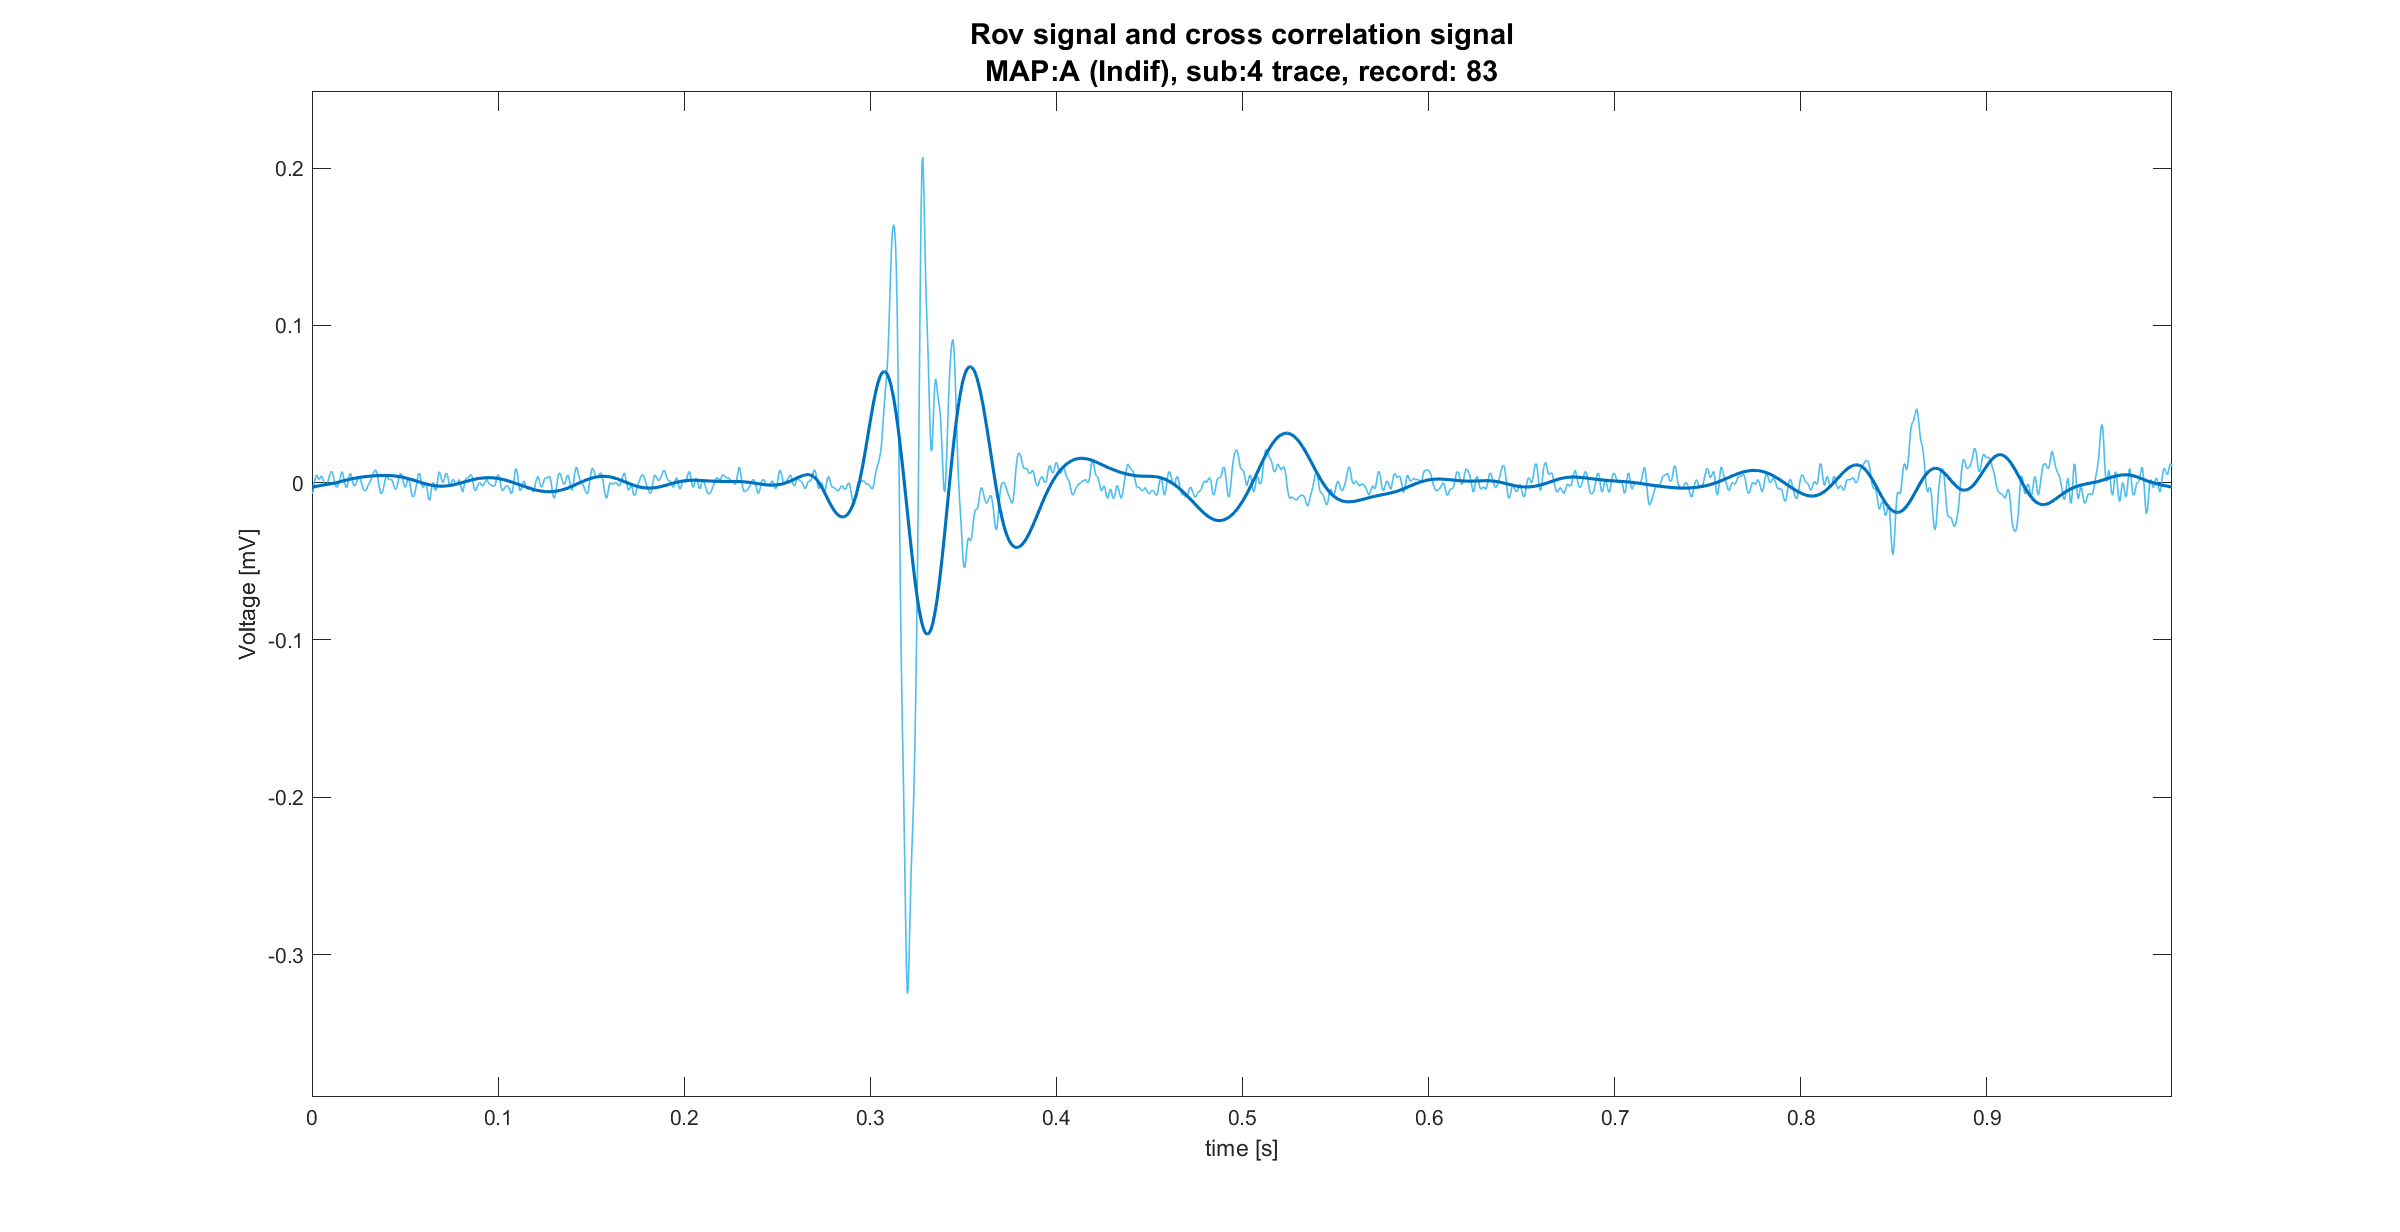 Rov signal and cross correlation signal
MAP:A (Indif), sub:4 trace, record: 83
0.2
0.1
0
-0.1
-0.2
-0.3
Voltage [mV]
0 0.1 0.2 0.3 0.4 0.5 0.6 0.7 0.8 0.9
time [s]